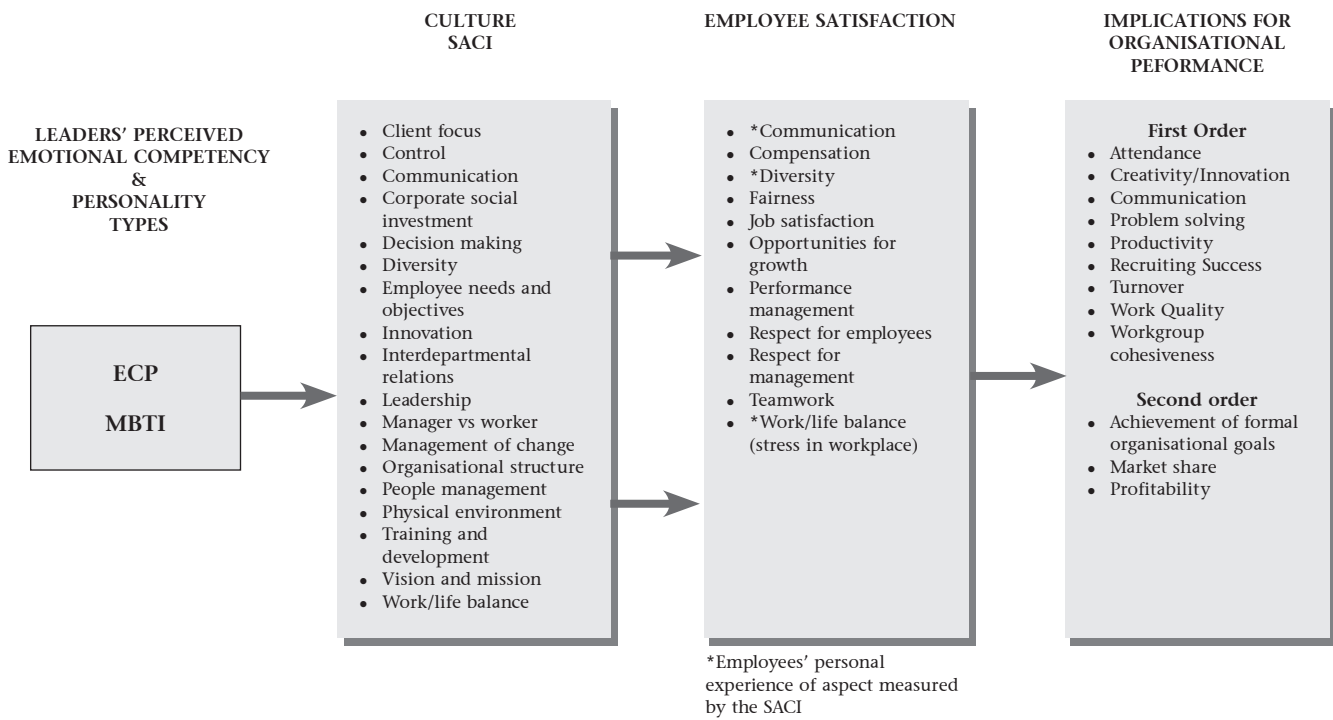 LEADERS' PERCEIVED
EMOTIONAL COMPETENCY
&
PERSONALITY
TYPES
ECP
MBTI
CULTURE
SACI
• Client focus
• Control
• Communication
• Corporate social
investment
• Decision making
• Diversity
• Employee needs and
objectives
• Innovation
• Interdepartmental
relations
• Leadership
• Manager vs worker
• Management of change
• Organisational structure
• People management
• Physical environment
• Training and
development
• Vision and mission
• Work/life balance
EMPLOYEE SATISFACTION
• *Communication
• Compensation
• *Diversity
• Fairness
• Job satisfaction
• Opportunities for
growth
• Performance
management
• Respect for employees
• Respect for
management
• Teamwork
• *Work/life balance
(stress in workplace)
*Employees' personal
experience of aspect measured
by the SACI
IMPLICATIONS FOR
ORGANISATIONAL
PEFORMANCE
First Order
• Attendance
• Creativity/Innovation
• Communication
• Problem solving
• Productivity
• Recruiting Success
• Turnover
• Work Quality
• Workgroup
cohesiveness
Second order
• Achievement of formal
organisational goals
• Market share
• Profitability